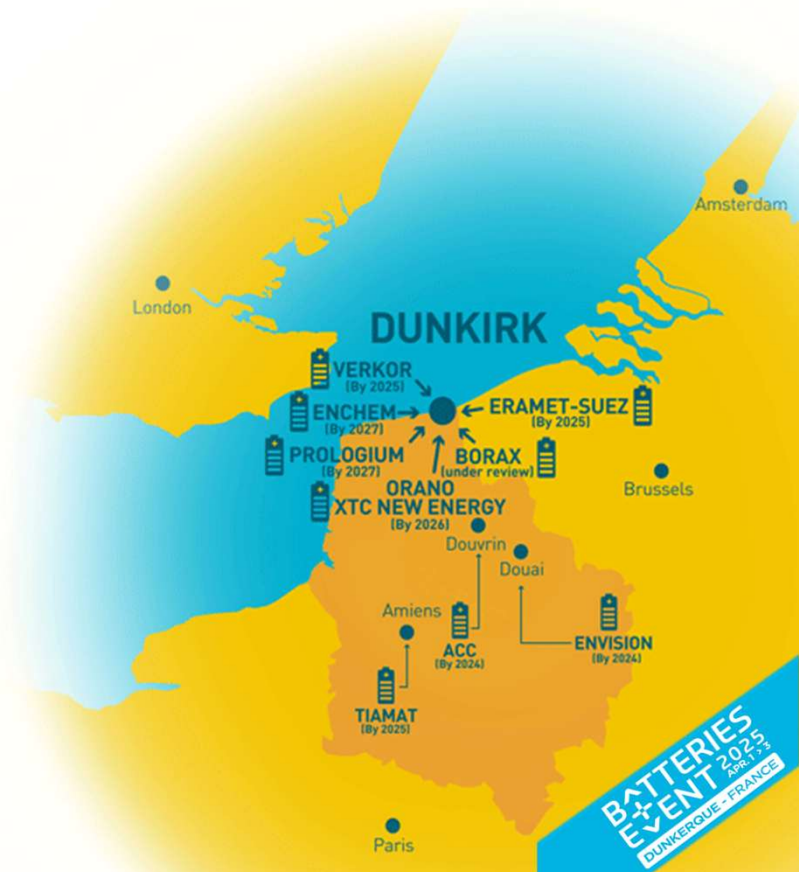 Amsterdam
London
DUNKIRK
VERKOR
(By 2025)
ENCHEM
(By 2027)
ERAMET-SUEZ
(By 2025)
PROLOGIUM
(By 2027)
BORAX
(under review)
Brussels
ORANO
XTC NEW ENERGY
(By 2026)
Douvrin
Douai
Amiens
ACC
(By 2024)
ENVISION
(By 2024)
TIAMAT
(By 2025)
Paris
BATTERIES
EVENT 2025
APR. 1 > 3
DUNKERQUE - FRANCE